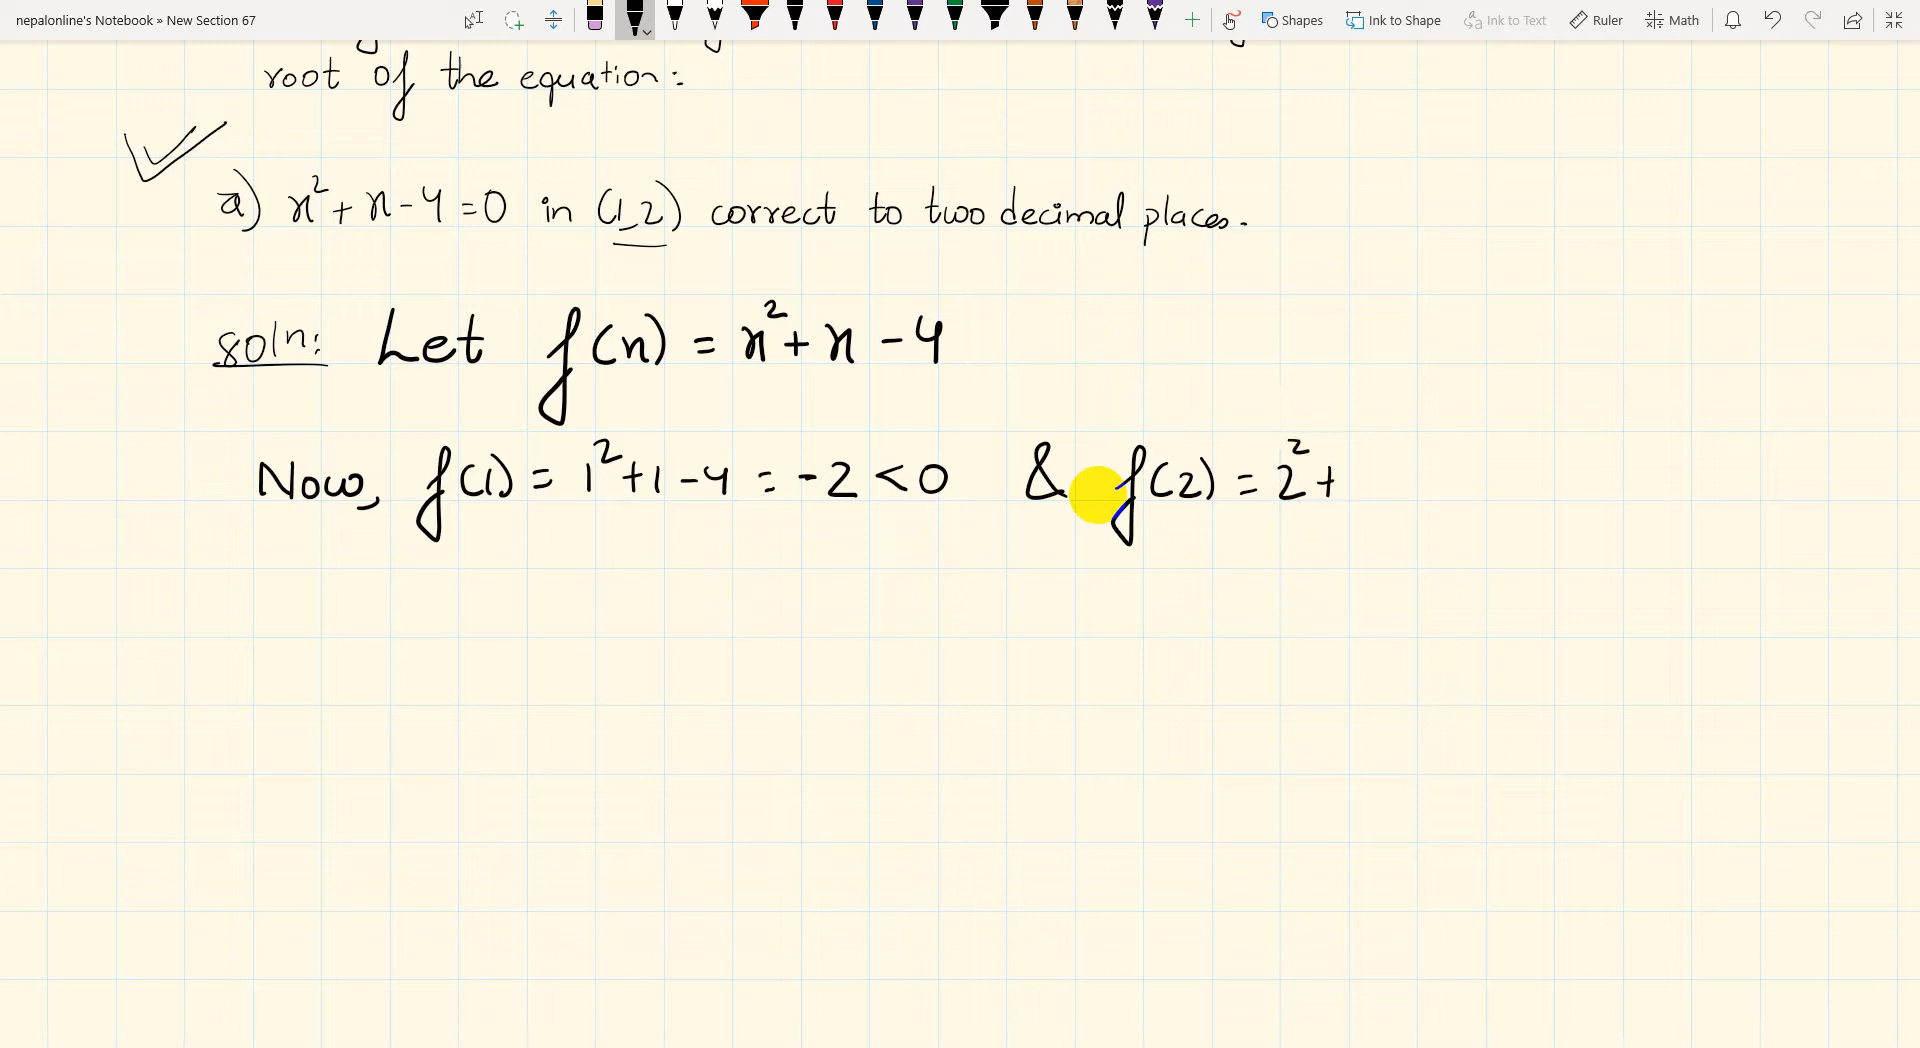 nepalonline's Notebook » New Section 67
Shapes Ink to Shape Ink to Text Ruler Math
root of the equation:
a) x² + x - 4 = 0 in (1, 2) correct to two decimal places.
soln: Let f(x) = x² + x - 4
Now, f(1) = 1² + 1 - 4 = -2 < 0 & f(2) = 2² +